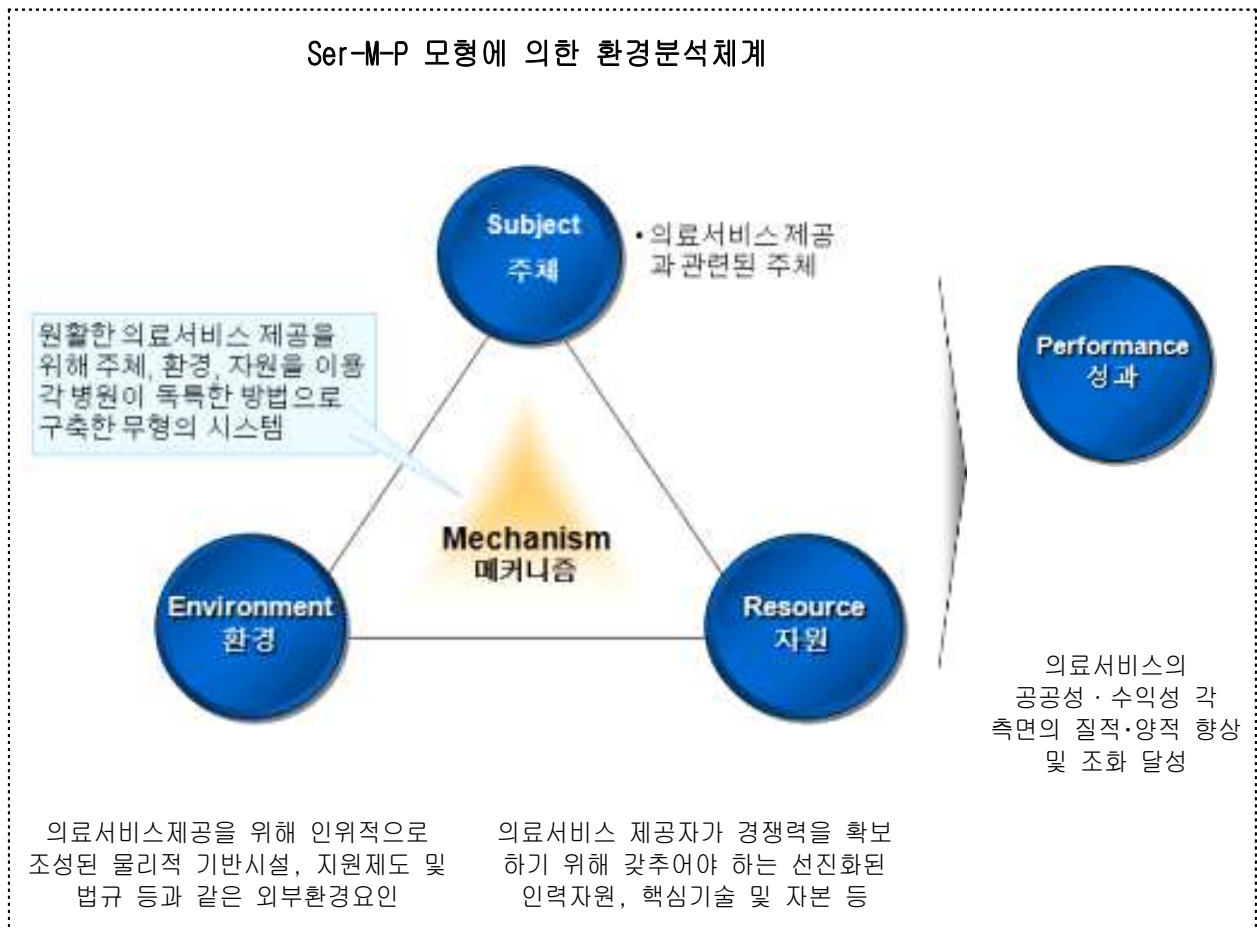 Ser-M-P 모형에 의한 환경분석체계
Subject
주체
•의료서비스 제공
과 관련된 주체
원활한 의료서비스 제공을
위해 주체, 환경, 자원을 이용
각 병원이 독특한 방법으로
구축한 무형의 시스템
Performance
성과
Mechanism
메커니즘
Environment
환경
Resource
자원
의료서비스의
공공성·수익성 각
측면의 질적·양적 향상
및 조화 달성
의료서비스제공을 위해 인위적으로
조성된 물리적 기반시설, 지원제도 및
법규 등과 같은 외부환경요인
의료서비스 제공자가 경쟁력을 확보
하기 위해 갖추어야 하는 선진화된
인력자원, 핵심기술 및 자본 등